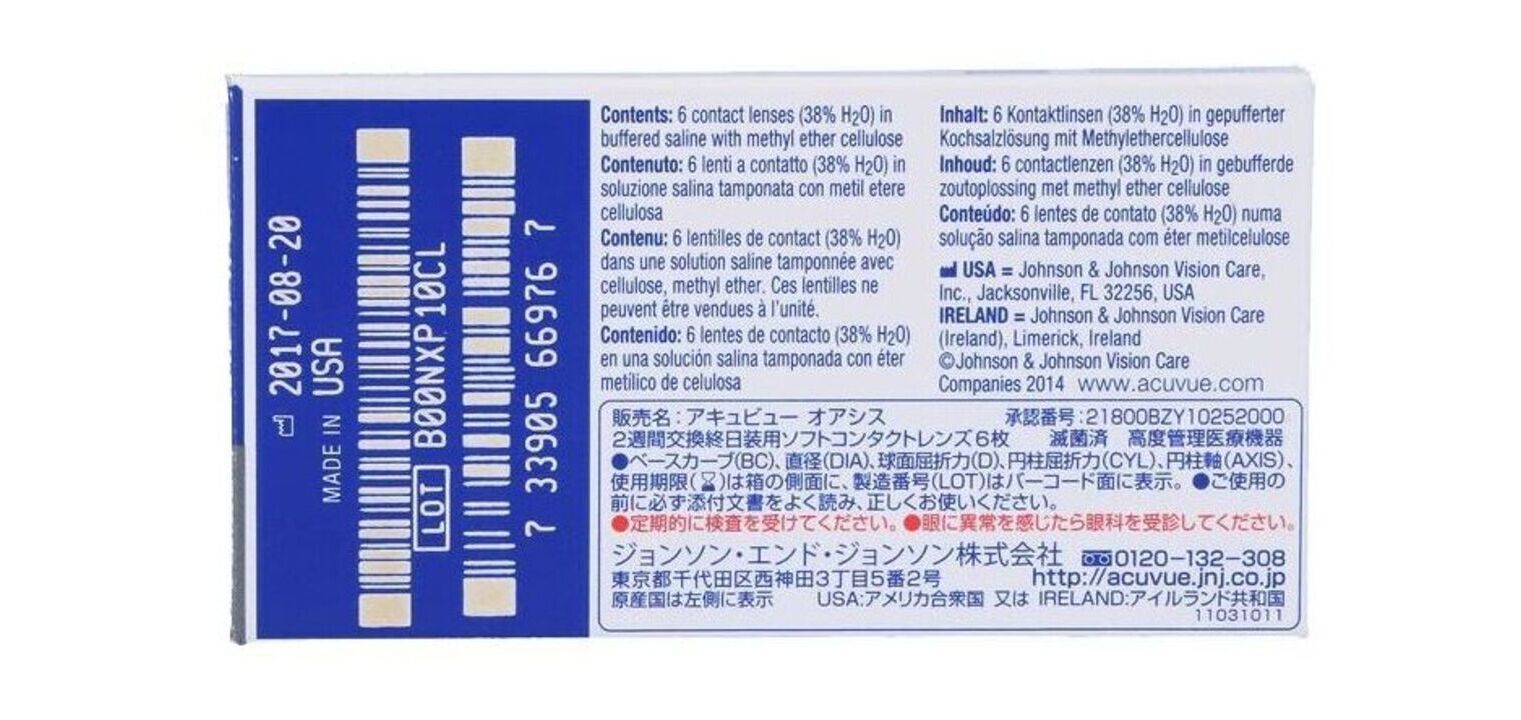 2017-08-20
MADE IN USA
LOT B00NXP10CL
7 33905 66976 7
Contents: 6 contact lenses (38% H₂O) in
buffered saline with methyl ether cellulose
Contenuto: 6 lenti a contatto (38% H₂O) in
soluzione salina tamponata con metil etere
cellulosa
Contenu: 6 lentilles de contact (38% H₂O)
dans une solution saline tamponnée avec
cellulose, methyl ether. Ces lentilles ne
peuvent être vendues à l'unité.
Contenido: 6 lentes de contacto (38% H₂O)
en una solución salina tamponada con éter
metílico de celulosa
Inhalt: 6 Kontaktlinsen (38% H₂O) in gepufferter
Kochsalzlösung mit Methylethercellulose
Inhoud: 6 contactlenzen (38% H₂O) in gebufferde
zoutoplossing met methyl ether cellulose
Conteúdo: 6 lentes de contato (38% H₂O) numa
solução salina tamponada com éter metilcelulose
USA = Johnson & Johnson Vision Care,
Inc., Jacksonville, FL 32256, USA
IRELAND = Johnson & Johnson Vision Care
(Ireland), Limerick, Ireland
©Johnson & Johnson Vision Care
Companies 2014 www.acuvue.com
販売名:アキュビュー オアシス 承認番号:21800BZY10252000
2週間交換終日装用ソフトコンタクトレンズ6枚 滅菌済 高度管理医療機器
●ベースカーブ(BC)、直径(DIA)、球面屈折力(D)、円柱屈折力(CYL)、円柱軸(AXIS)、
使用期限(⌛)は箱の側面に、製造番号(LOT)はバーコード面に表示。●ご使用の
前に必ず添付文書をよく読み、正しくお使いください。
●定期的に検査を受けてください。●眼に異常を感じたら眼科を受診してください。
ジョンソン・エンド・ジョンソン株式会社 0120-132-308
東京都千代田区西神田3丁目5番2号 http://acuvue.jnj.co.jp
原産国は左側に表示 USA:アメリカ合衆国 又は IRELAND:アイルランド共和国
11031011